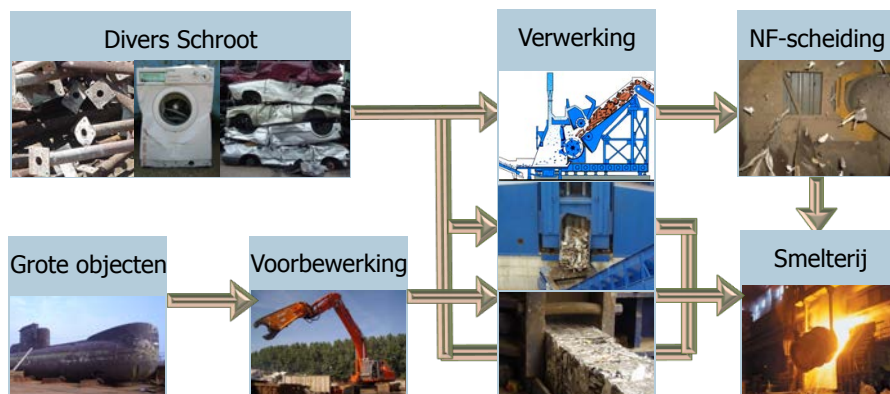 Divers Schroot
Verwerking
NF-scheiding
Grote objecten
Voorbewerking
Smelterij